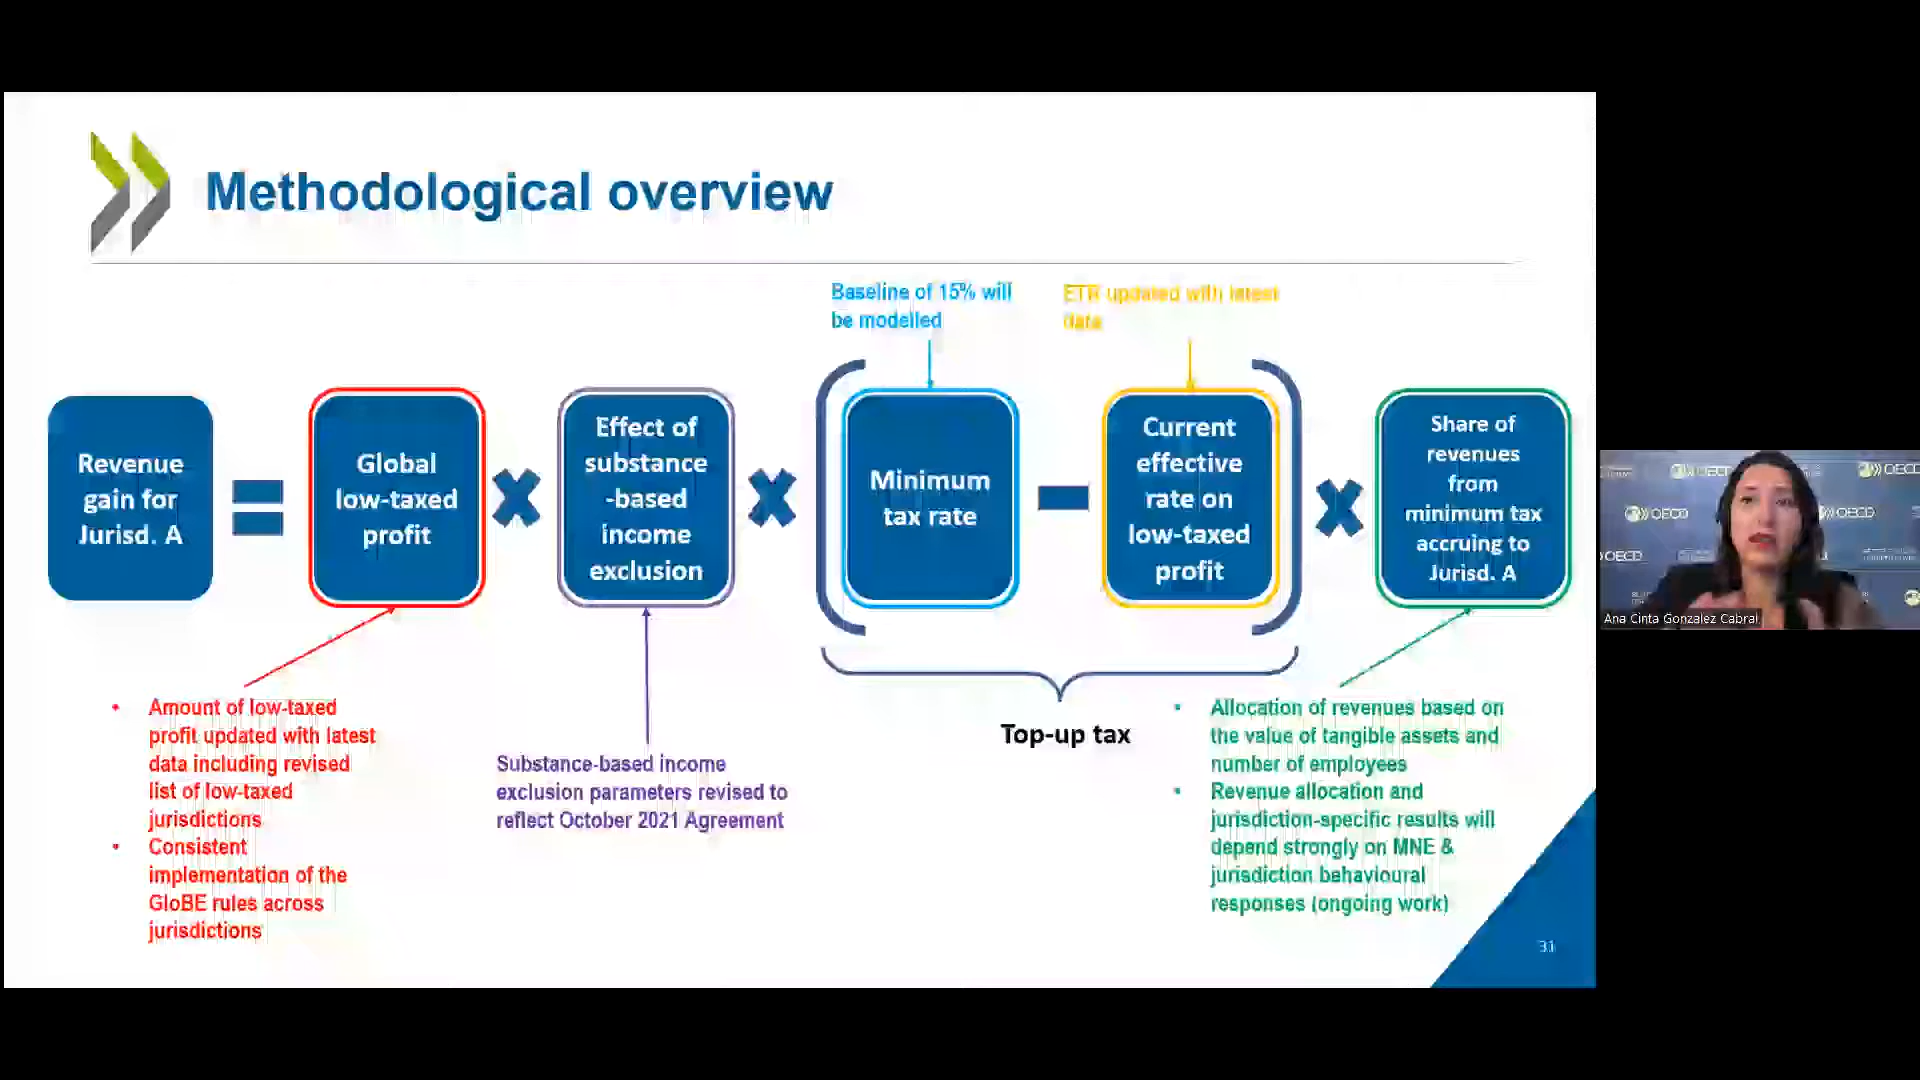 Methodological overview
Baseline of 15% will
be modelled
ETR updated with latest
data
Revenue
gain for
Jurisd. A
Global
low-taxed
profit
Effect of
substance
-based
income
exclusion
Minimum
tax rate
Current
effective
rate on
low-taxed
profit
Share of
revenues
from
minimum tax
accruing to
Jurisd. A
Top-up tax
• Amount of low-taxed
profit updated with latest
data including revised
list of low-taxed
jurisdictions
• Consistent
implementation of the
GloBE rules across
jurisdictions
Substance-based income
exclusion parameters revised to
reflect October 2021 Agreement
• Allocation of revenues based on
the value of tangible assets and
number of employees
• Revenue allocation and
jurisdiction-specific results will
depend strongly on MNE &
jurisdiction behavioural
responses (ongoing work)
31
OECD
OECD
OECD
OECD
OECD
Ana Cinta Gonzalez Cabral